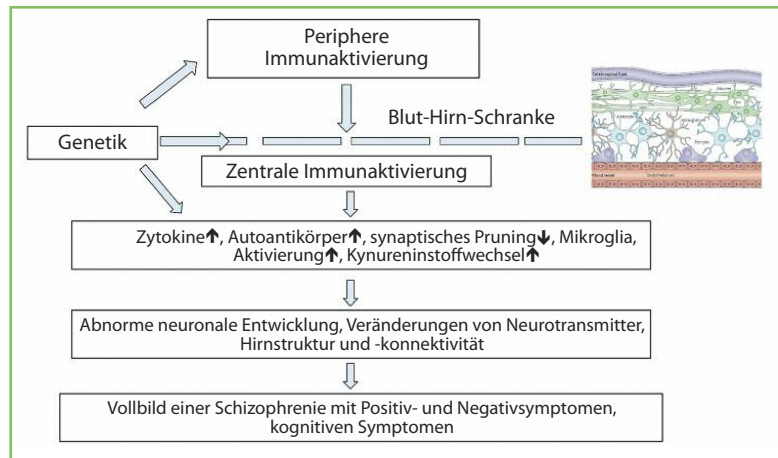 Periphere
Immunaktivierung
Blut-Hirn-Schranke
Genetik
Zentrale Immunaktivierung
Zytokine↑, Autoantikörper↑, synaptisches Pruning↓, Mikroglia,
Aktivierung↑, Kynureninstoffwechsel↑
Abnorme neuronale Entwicklung, Veränderungen von Neurotransmitter,
Hirnstruktur und -konnektivität
Vollbild einer Schizophrenie mit Positiv- und Negativsymptomen,
kognitiven Symptomen